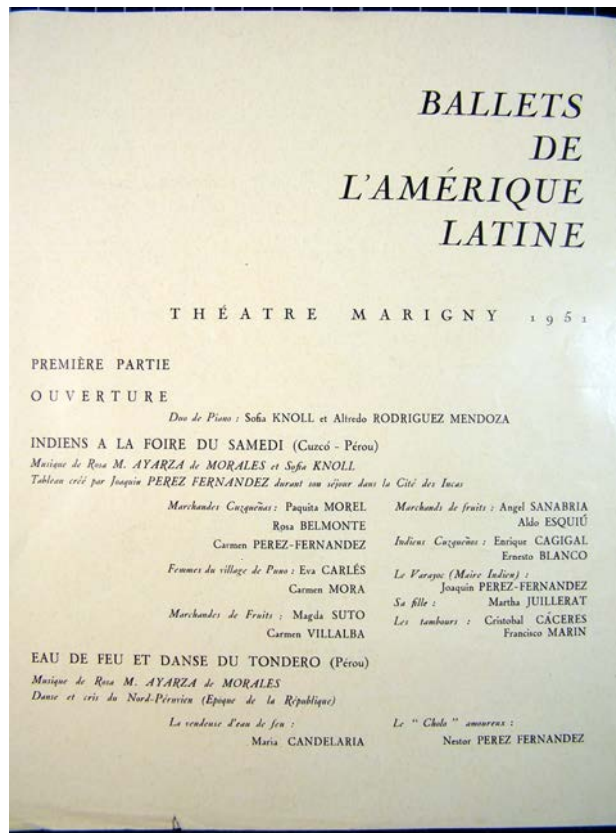 BALLETS
DE
L'AMÉRIQUE
LATINE
THÉATRE MARIGNY 1951
PREMIÈRE PARTIE
OUVERTURE
Duo de Piano : Sofia KNOLL et Alfredo RODRIGUEZ MENDOZA
INDIENS A LA FOIRE DU SAMEDI (Cuzcó - Pérou)
Musique de Rosa M. AYARZA de MORALES et Sofia KNOLL
Tableau créé par Joaquin PEREZ FERNANDEZ durant son séjour dans la Cité des Incas
Marchandes Cuzqueñas : Paquita MOREL
Rosa BELMONTE
Carmen PEREZ-FERNANDEZ
Femmes du village de Puno : Eva CARLÉS
Carmen MORA
Marchandes de Fruits : Magda SUTO
Carmen VILLALBA
Marchands de fruits : Angel SANABRIA
Aldo ESQUIÚ
Indiens Cuzqueños : Enrique CAGIGAL
Ernesto BLANCO
Le Varayoc (Maire Indien) :
Joaquin PEREZ-FERNANDEZ
Sa fille : Martha JUILLERAT
Les tambours : Cristobal CÁCERES
Francisco MARIN
EAU DE FEU ET DANSE DU TONDERO (Pérou)
Musique de Rosa M. AYARZA de MORALES
Danse et cris du Nord-Péruvien (Epoque de la République)
La vendeuse d'eau de feu :
Maria CANDELARIA
Le " Cholo " amoureux :
Nestor PEREZ FERNANDEZ